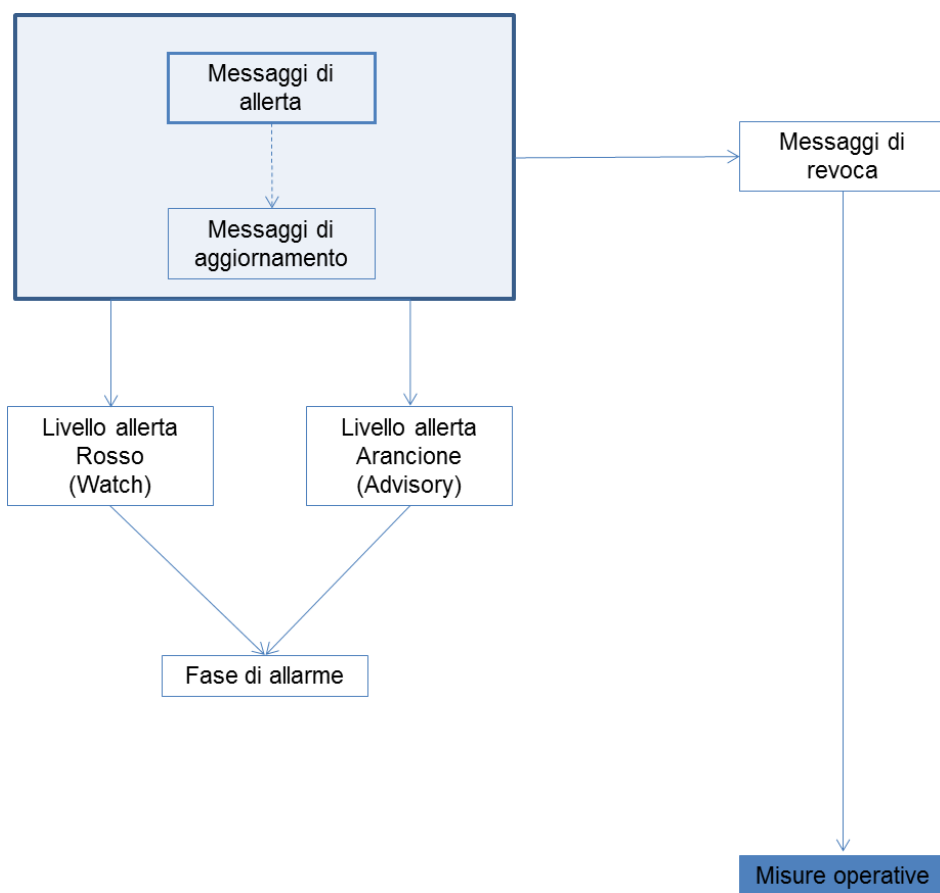 Messaggi di
allerta
Messaggi di
revoca
Messaggi di
aggiornamento
Livello allerta
Rosso
(Watch)
Livello allerta
Arancione
(Advisory)
Fase di allarme
Misure operative